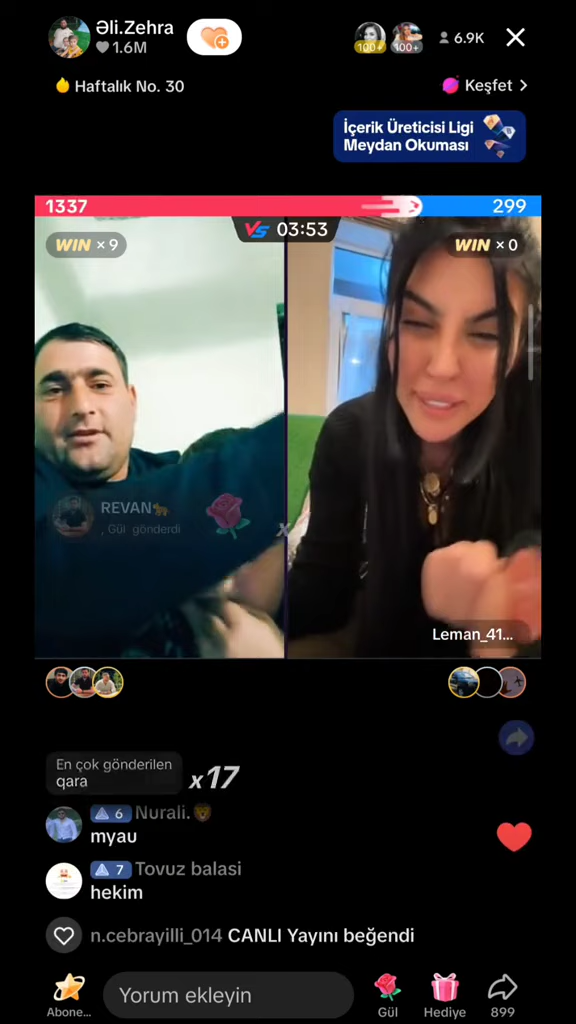 Əli.Zehra
1.6M
100+
100+
6.9K
Haftalık No. 30
Keşfet
İçerik Üreticisi Ligi
Meydan Okuması
1337
299
VS 03:53
WIN × 9
WIN × 0
REVAN
, Gül gönderdi
x
Leman_41...
En çok gönderilen
qara
x17
6 Nurali.
myau
7 Tovuz balasi
hekim
n.cebrayilli_014 CANLI Yayını beğendi
Abone...
Yorum ekleyin
Gül
Hediye
899